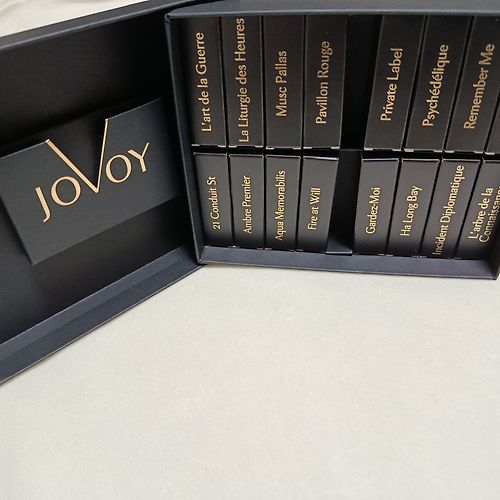 JOVOY
L'art de la Guerre
La Liturgie des Heures
Musc Pallas
Pavillon Rouge
Private Label
Psychédélique
Remember Me
21 Conduit St
Ambre Premier
Aqua Memorabilis
Fire at Will
Gardez-Moi
Ha Long Bay
Incident Diplomatique
L'arbre de la
Connaissance